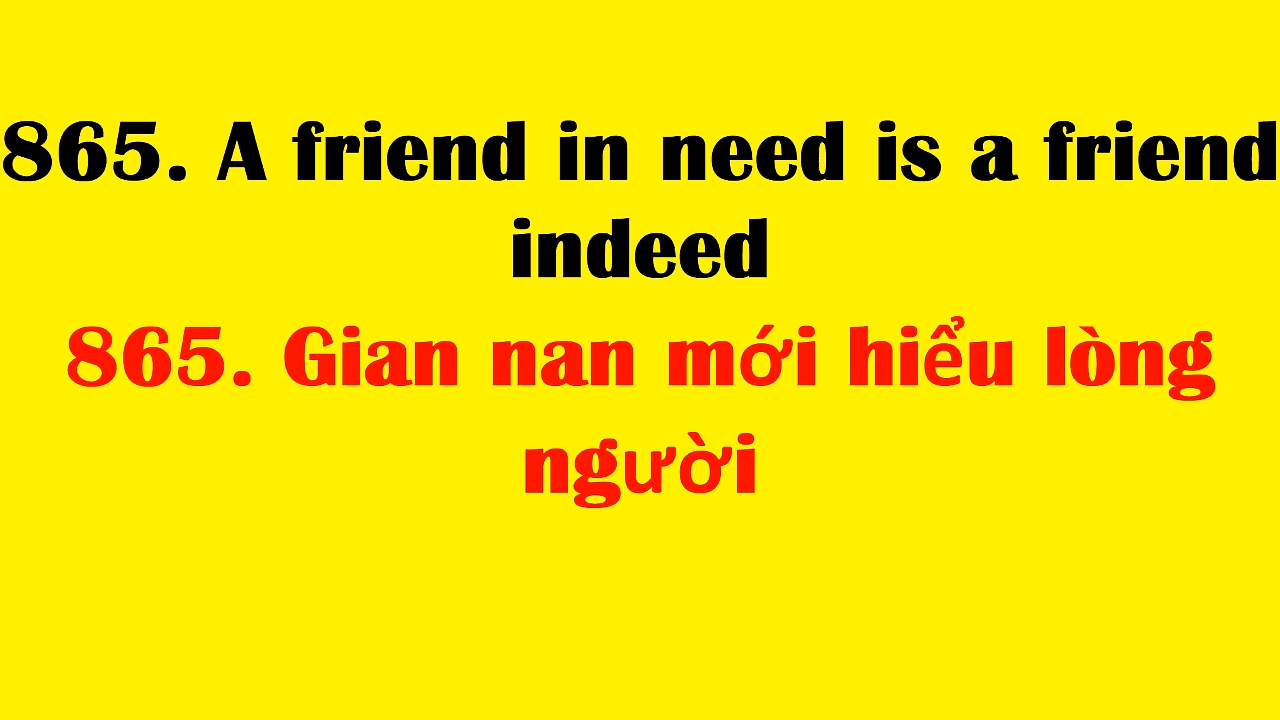 865. A friend in need is a friend
indeed
865. Gian nan mới hiểu lòng
người